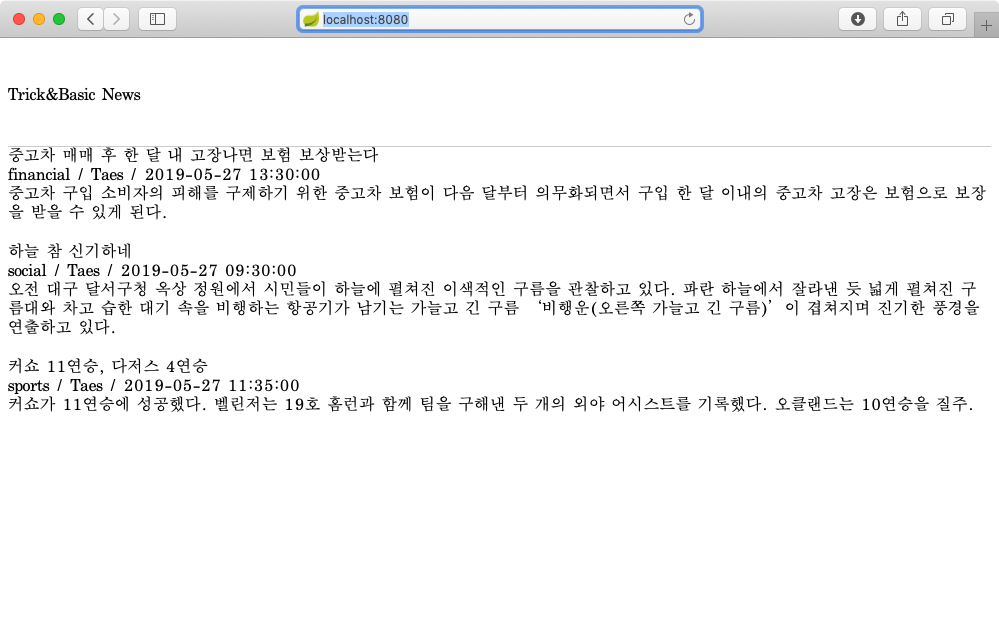 localhost:8080
Trick&Basic News
중고차 매매 후 한 달 내 고장나면 보험 보상받는다
financial / Taes / 2019-05-27 13:30:00
중고차 구입 소비자의 피해를 구제하기 위한 중고차 보험이 다음 달부터 의무화되면서 구입 한 달 이내의 중고차 고장은 보험으로 보장
을 받을 수 있게 된다.
하늘 참 신기하네
social / Taes / 2019-05-27 09:30:00
오전 대구 달서구청 옥상 정원에서 시민들이 하늘에 펼쳐진 이색적인 구름을 관찰하고 있다. 파란 하늘에서 잘라낸 듯 넓게 펼쳐진 구
름대와 차고 습한 대기 속을 비행하는 항공기가 남기는 가늘고 긴 구름 ‘비행운(오른쪽 가늘고 긴 구름)’이 겹쳐지며 진기한 풍경을
연출하고 있다.
커쇼 11연승, 다저스 4연승
sports / Taes / 2019-05-27 11:35:00
커쇼가 11연승에 성공했다. 벨린저는 19호 홈런과 함께 팀을 구해낸 두 개의 외야 어시스트를 기록했다. 오클랜드는 10연승을 질주.